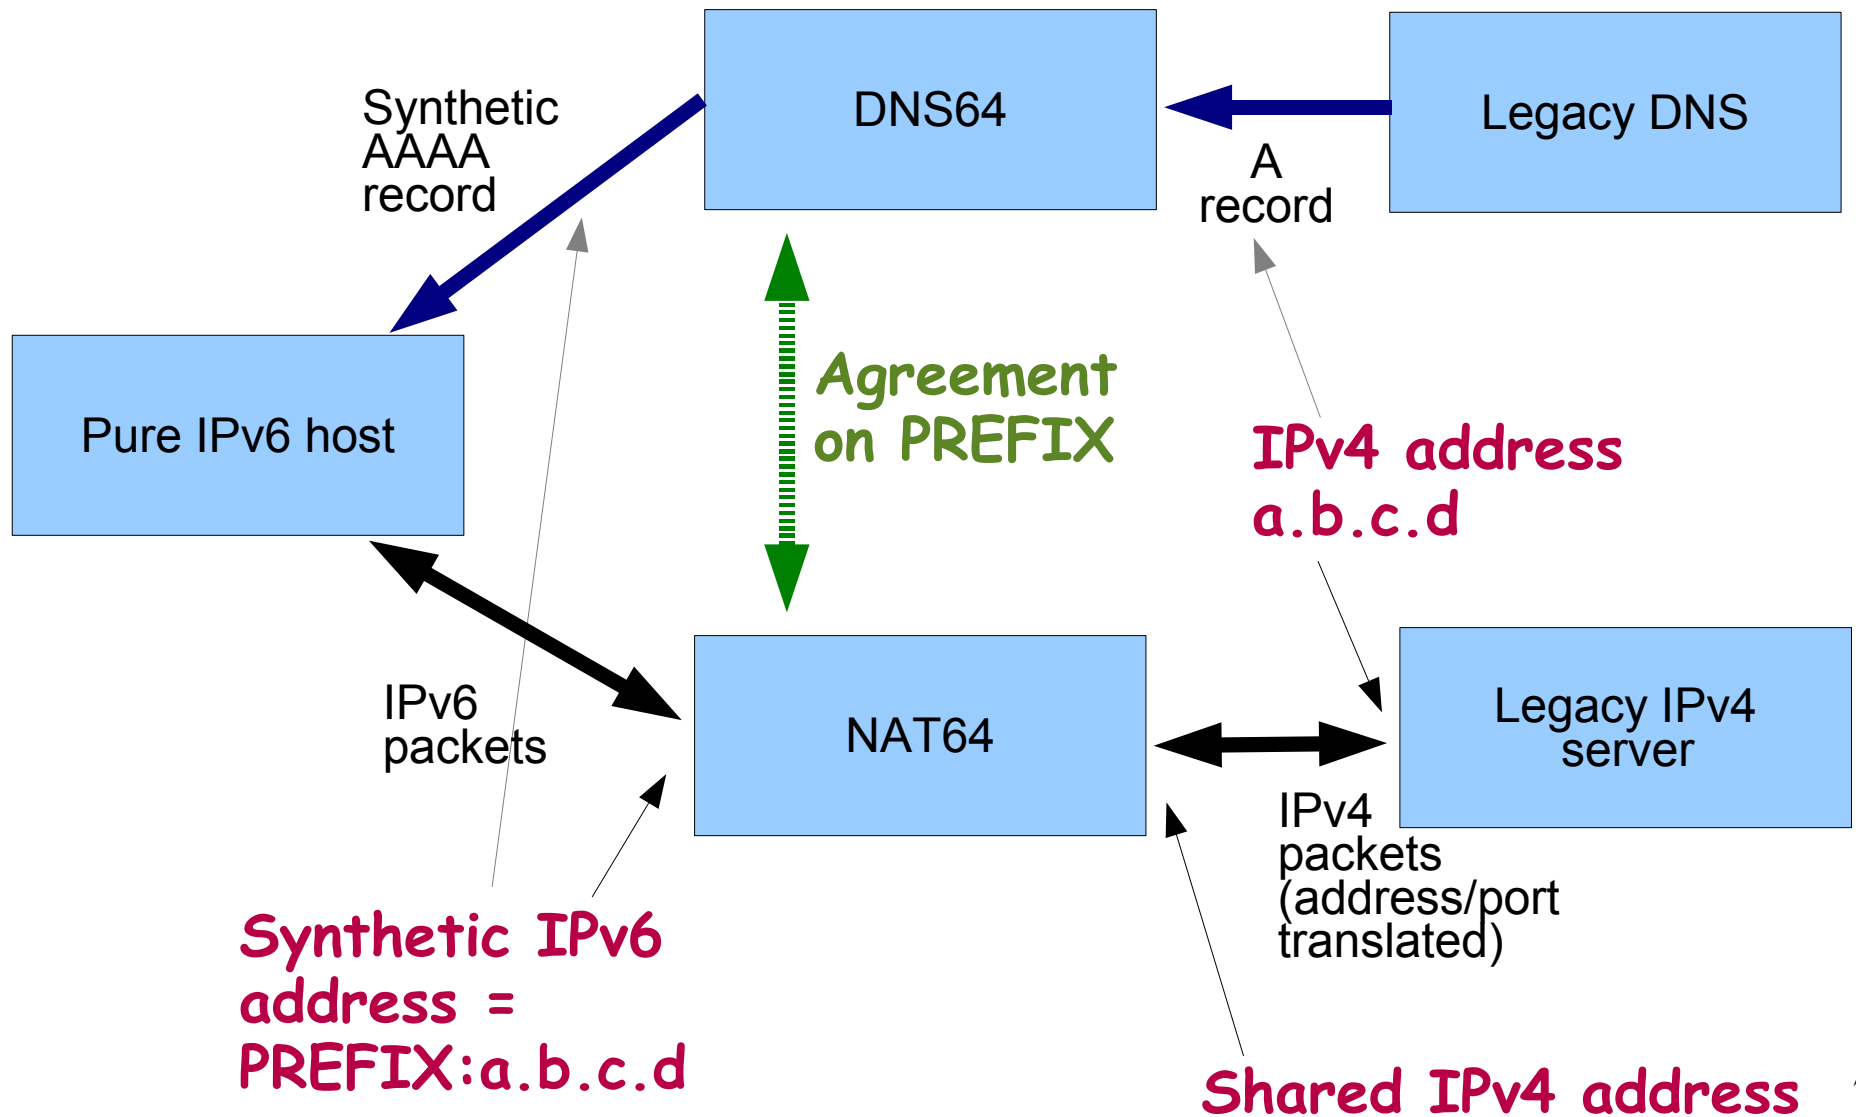 Synthetic
AAAA
record
DNS64
Legacy DNS
A
record
Pure IPv6 host
Agreement
on PREFIX
IPv4 address
a.b.c.d
IPv6
packets
NAT64
Legacy IPv4
server
IPv4
packets
(address/port
translated)
Synthetic IPv6
address =
PREFIX:a.b.c.d
Shared IPv4 address